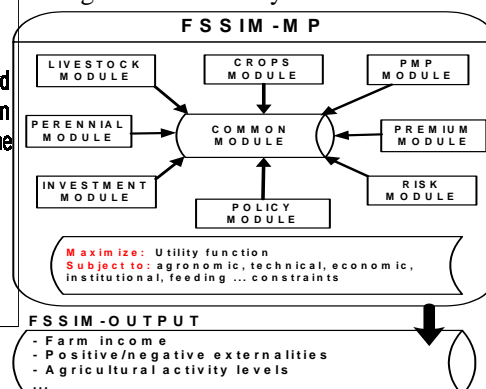 FSSIM-MP
LIVESTOCK
MODULE
CROPS
MODULE
PMP
MODULE
PERENNIAL
MODULE
COMMON
MODULE
PREMIUM
MODULE
INVESTMENT
MODULE
POLICY
MODULE
RISK
MODULE
Maximize: Utility function
Subject to: agronomic, technical, economic,
institutional, feeding ... constraints
FSSIM-OUTPUT
- Farm income
- Positive/negative externalities
- Agricultural activity levels
...